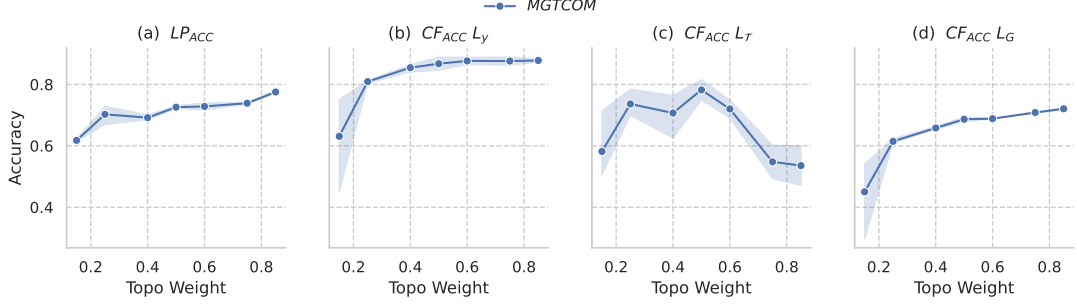 MGTCOM
(a) LP_ACC
(b) CF_ACC L_y
(c) CF_ACC L_T
(d) CF_ACC L_G
Accuracy
0.8
0.6
0.4
0.2 0.4 0.6 0.8
0.2 0.4 0.6 0.8
0.2 0.4 0.6 0.8
0.2 0.4 0.6 0.8
Topo Weight
Topo Weight
Topo Weight
Topo Weight